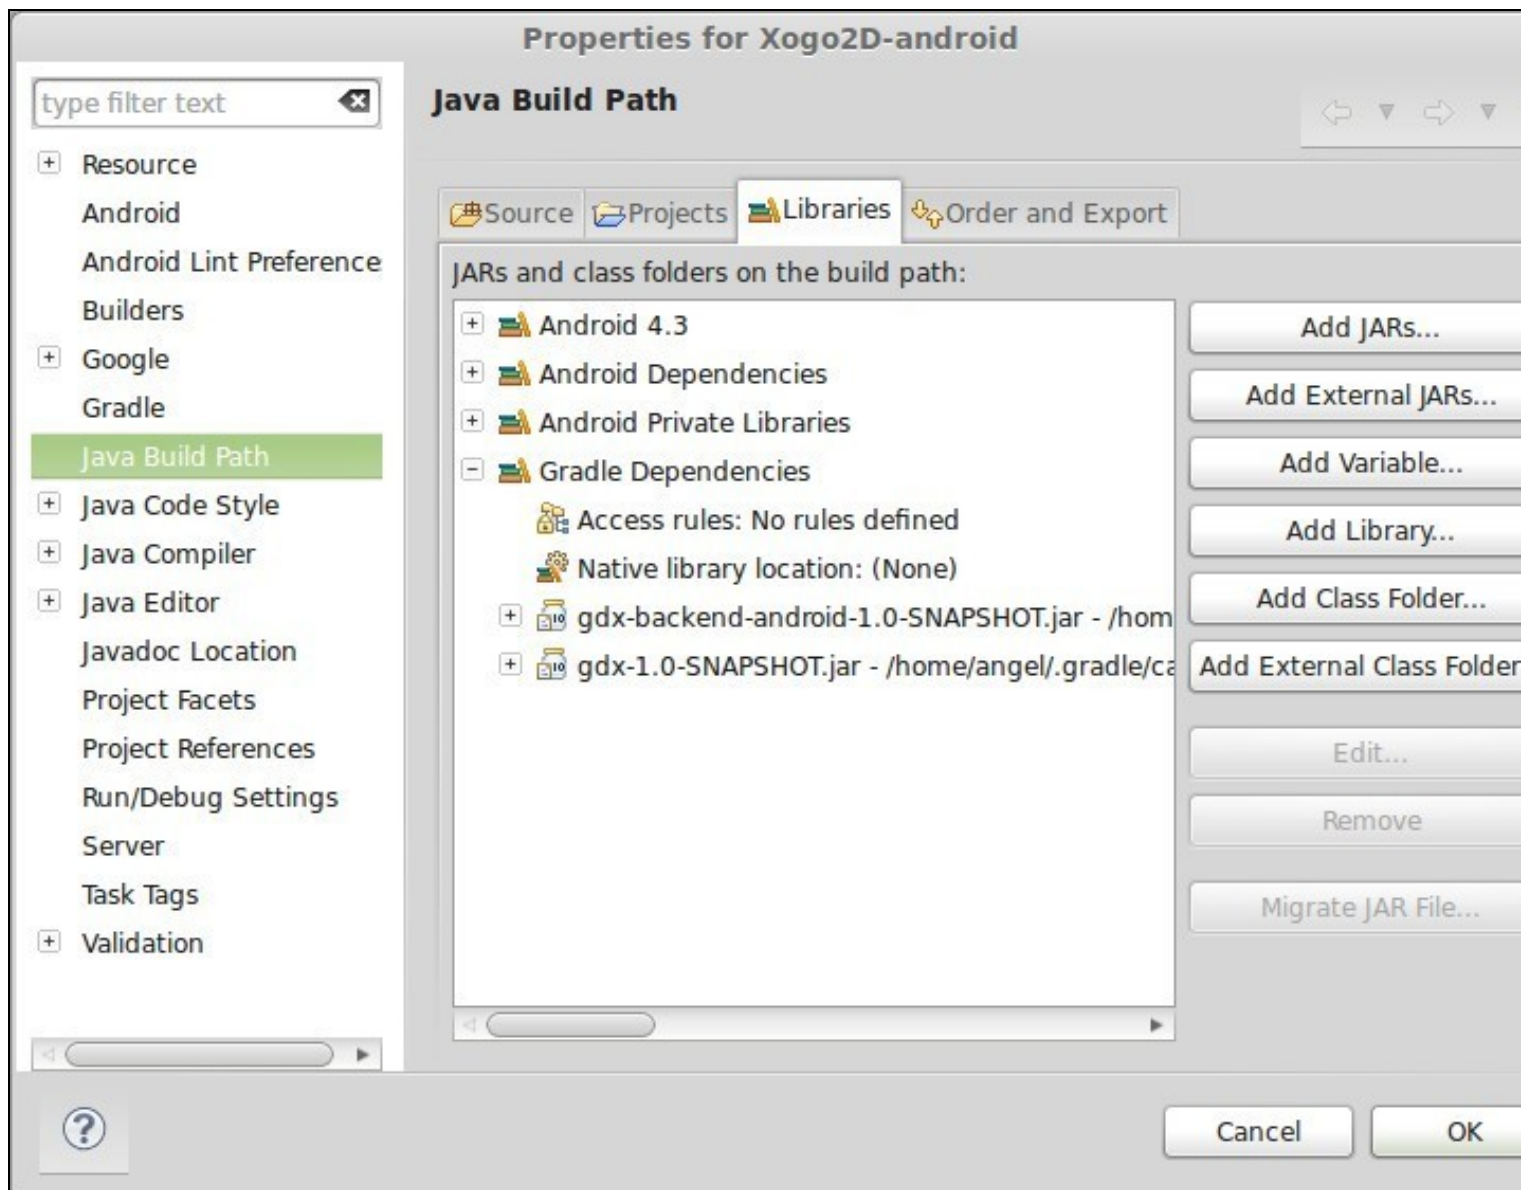 Properties for Xogo2D-android
type filter text
Resource
Android
Android Lint Preference
Builders
Google
Gradle
Java Build Path
Java Code Style
Java Compiler
Java Editor
Javadoc Location
Project Facets
Project References
Run/Debug Settings
Server
Task Tags
Validation
Java Build Path
Source Projects Libraries Order and Export
JARs and class folders on the build path:
Android 4.3
Android Dependencies
Android Private Libraries
Gradle Dependencies
Access rules: No rules defined
Native library location: (None)
gdx-backend-android-1.0-SNAPSHOT.jar - /hom
gdx-1.0-SNAPSHOT.jar - /home/angel/.gradle/ca
Add JARs...
Add External JARs...
Add Variable...
Add Library...
Add Class Folder...
Add External Class Folder
Edit...
Remove
Migrate JAR File...
Cancel OK